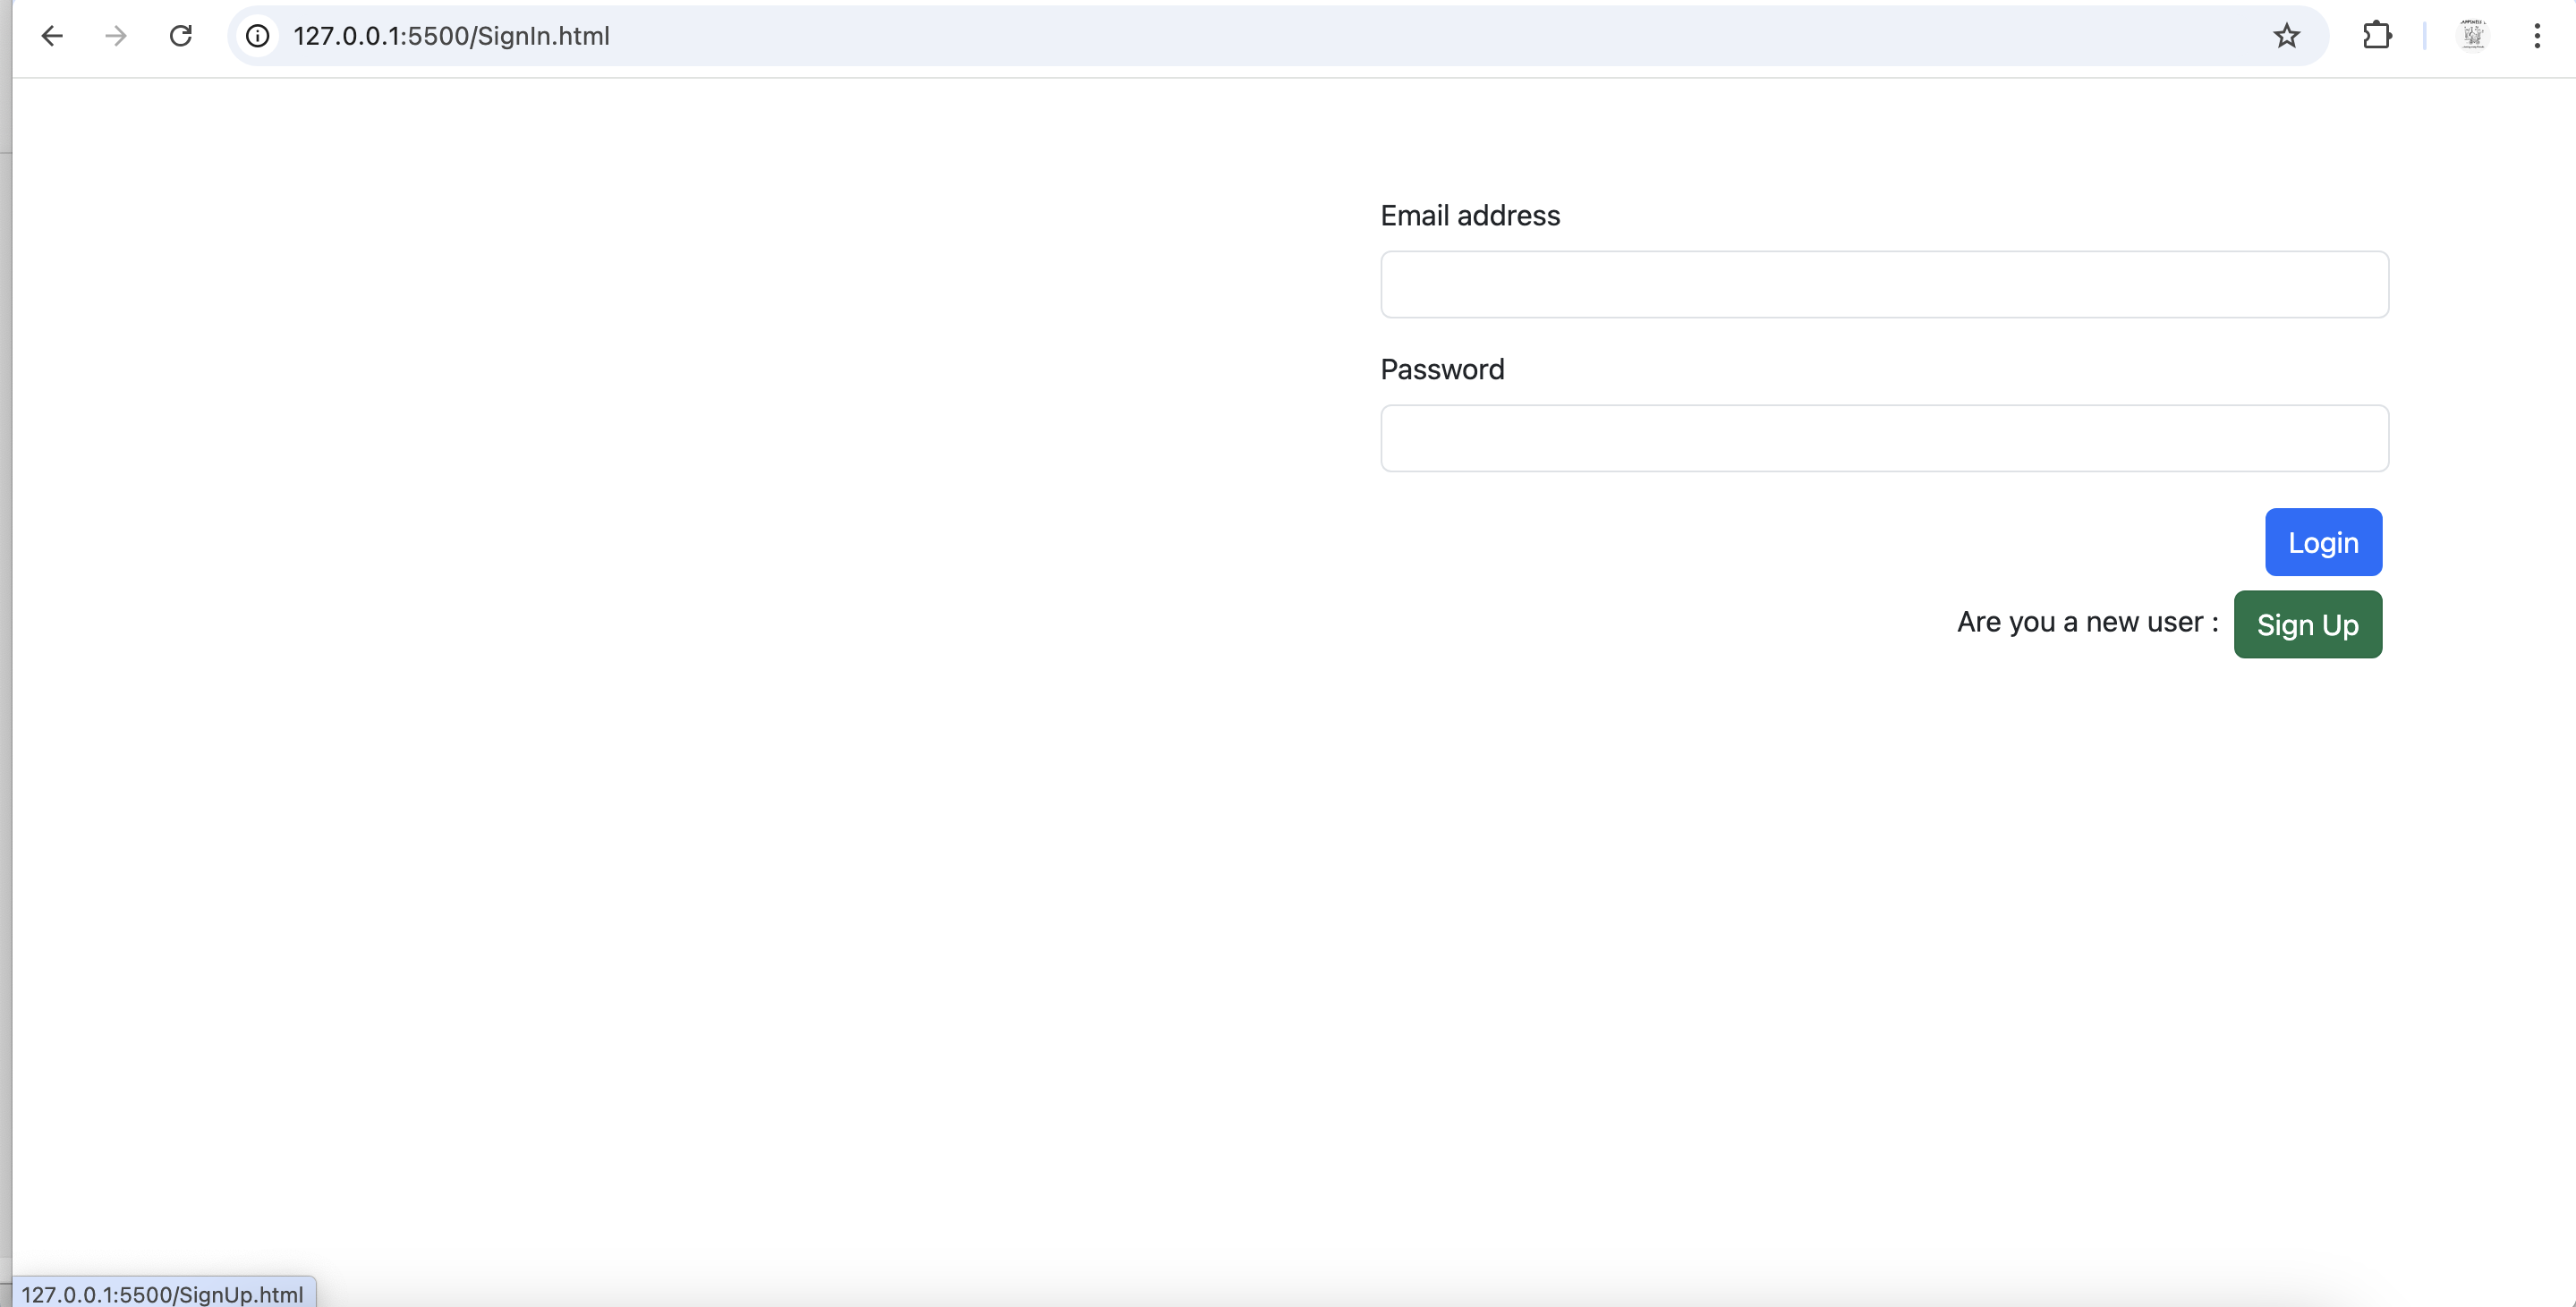 127.0.0.1:5500/SignIn.html
Email address
Password
Login
Are you a new user :
Sign Up
127.0.0.1:5500/SignUp.html